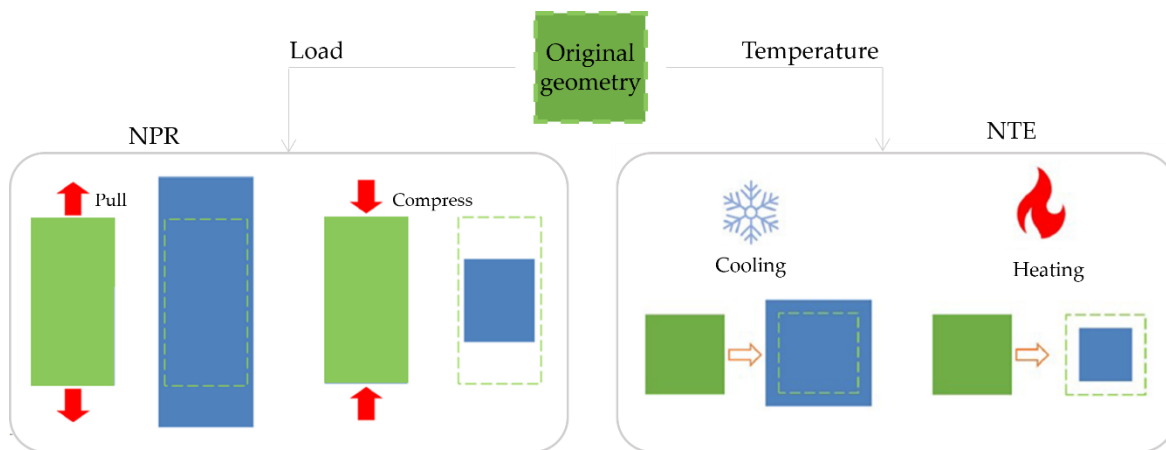 Load
Original
geometry
Temperature
NPR
NTE
Pull
Compress
Cooling
Heating